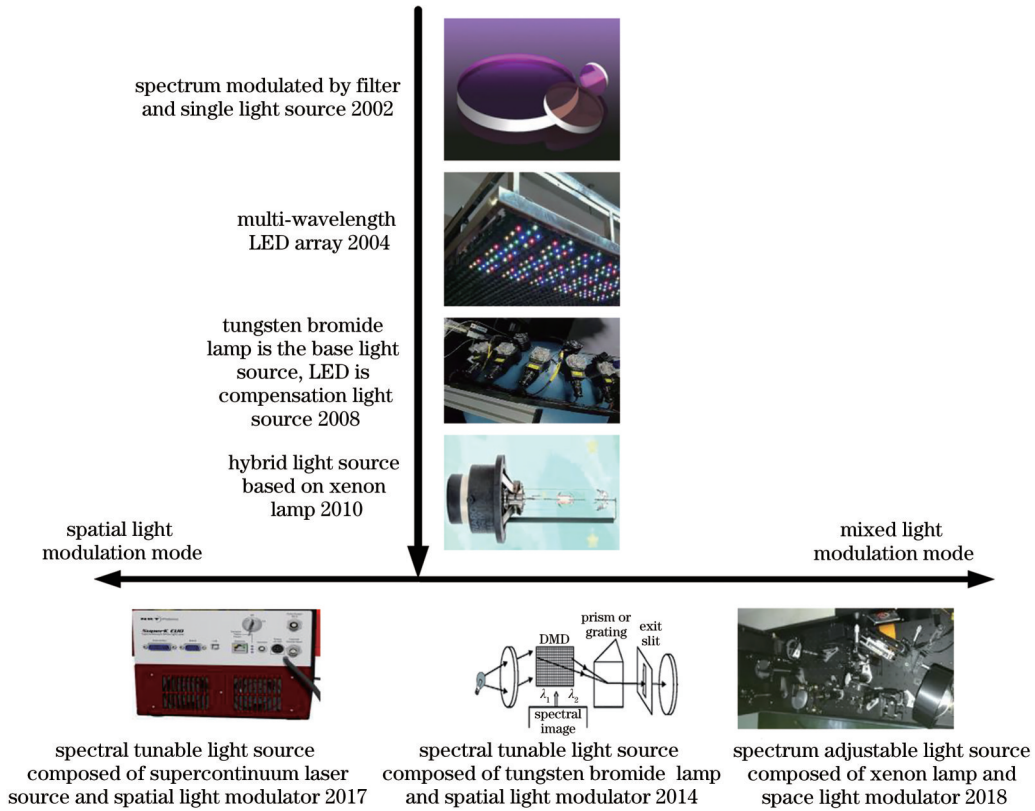 spectrum modulated by filter
and single light source 2002
multi-wavelength
LED array 2004
tungsten bromide
lamp is the base light
source, LED is
compensation light
source 2008
hybrid light source
based on xenon
lamp 2010
spatial light
modulation mode
mixed light
modulation mode
NKT Photonics
SuperK
prism or
grating
exit
slit
DMD
λ1 λ2
spectral
image
spectral tunable light source
composed of supercontinuum laser
source and spatial light modulator 2017
spectral tunable light source
composed of tungsten bromide lamp
and spatial light modulator 2014
spectrum adjustable light source
composed of xenon lamp and
space light modulator 2018